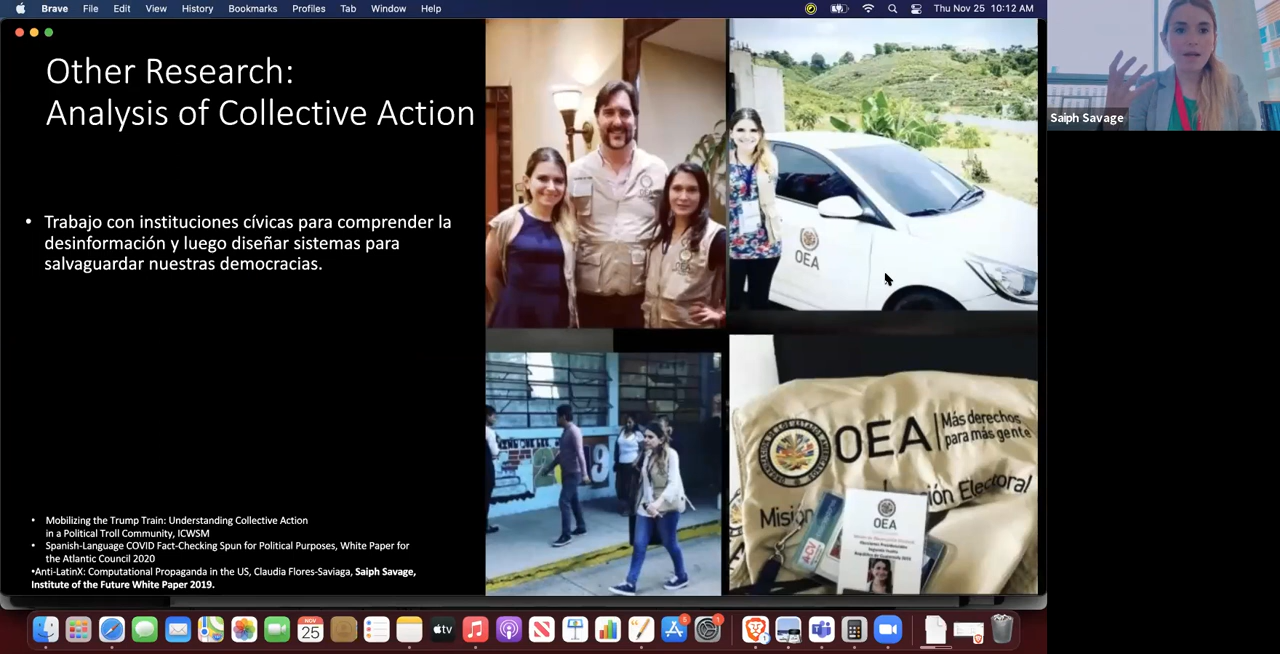 Brave File Edit View History Bookmarks Profiles Tab Window Help Thu Nov 25 10:12 AM
Other Research:
Analysis of Collective Action
• Trabajo con instituciones cívicas para comprender la
desinformación y luego diseñar sistemas para
salvaguardar nuestras democracias.
• Mobilizing the Trump Train: Understanding Collective Action
in a Political Troll Community, ICWSM
• Spanish-Language COVID Fact-Checking Spun for Political Purposes, White Paper for
the Atlantic Council 2020
•Anti-LatinX: Computational Propaganda in the US, Claudia Flores-Saviaga, Saiph Savage,
Institute of the Future White Paper 2019.
OEA
OEA
OEA
Más derechos
para más gente
Misión
Electoral
OEA
Saiph Savage
NOV
25
tv
5
1